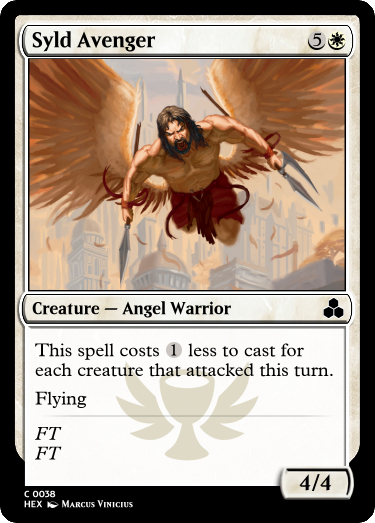 Syld Avenger 5
Creature — Angel Warrior
This spell costs 1 less to cast for
each creature that attacked this turn.
Flying
FT
FT
4/4
C 0038
HEX Marcus Vinicius